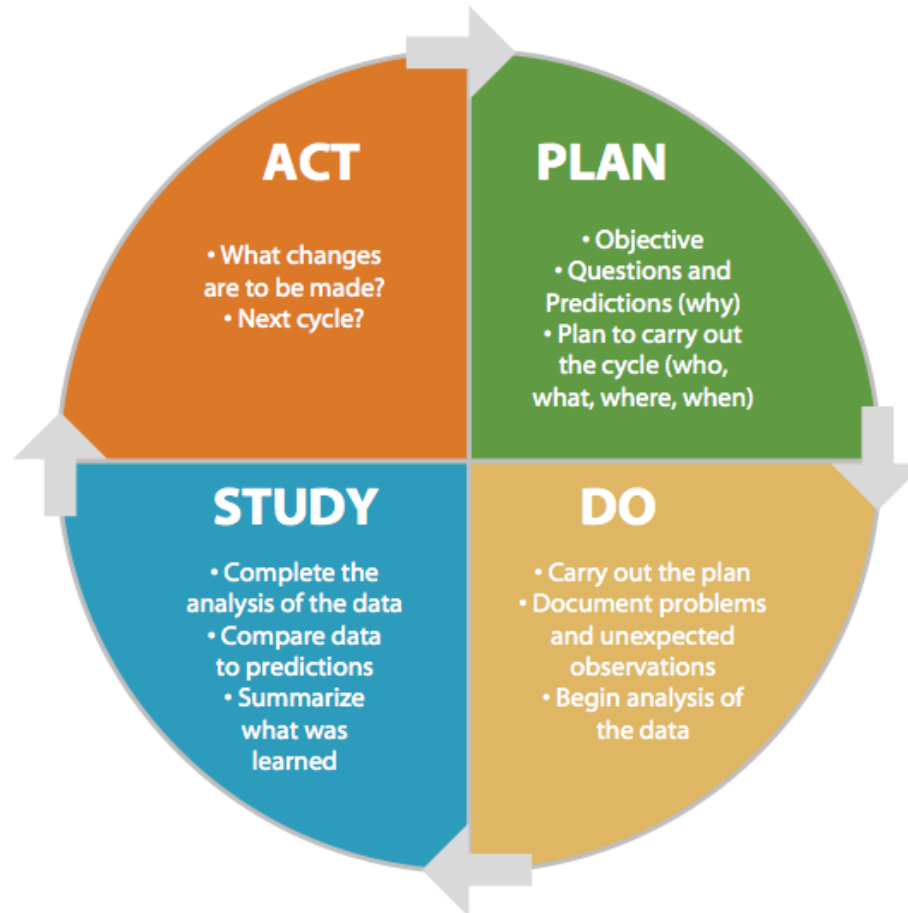 ACT
• What changes
are to be made?
• Next cycle?
PLAN
• Objective
• Questions and
Predictions (why)
• Plan to carry out
the cycle (who,
what, where, when)
STUDY
• Complete the
analysis of the data
• Compare data
to predictions
• Summarize
what was
learned
DO
• Carry out the plan
• Document problems
and unexpected
observations
• Begin analysis of
the data